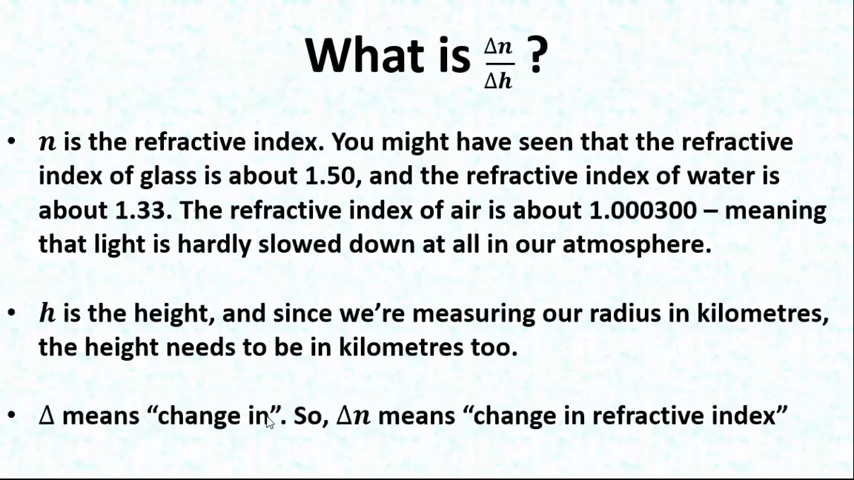 What is Δn/Δh ?
• n is the refractive index. You might have seen that the refractive
index of glass is about 1.50, and the refractive index of water is
about 1.33. The refractive index of air is about 1.000300 – meaning
that light is hardly slowed down at all in our atmosphere.
• h is the height, and since we’re measuring our radius in kilometres,
the height needs to be in kilometres too.
• Δ means “change in”. So, Δn means “change in refractive index”